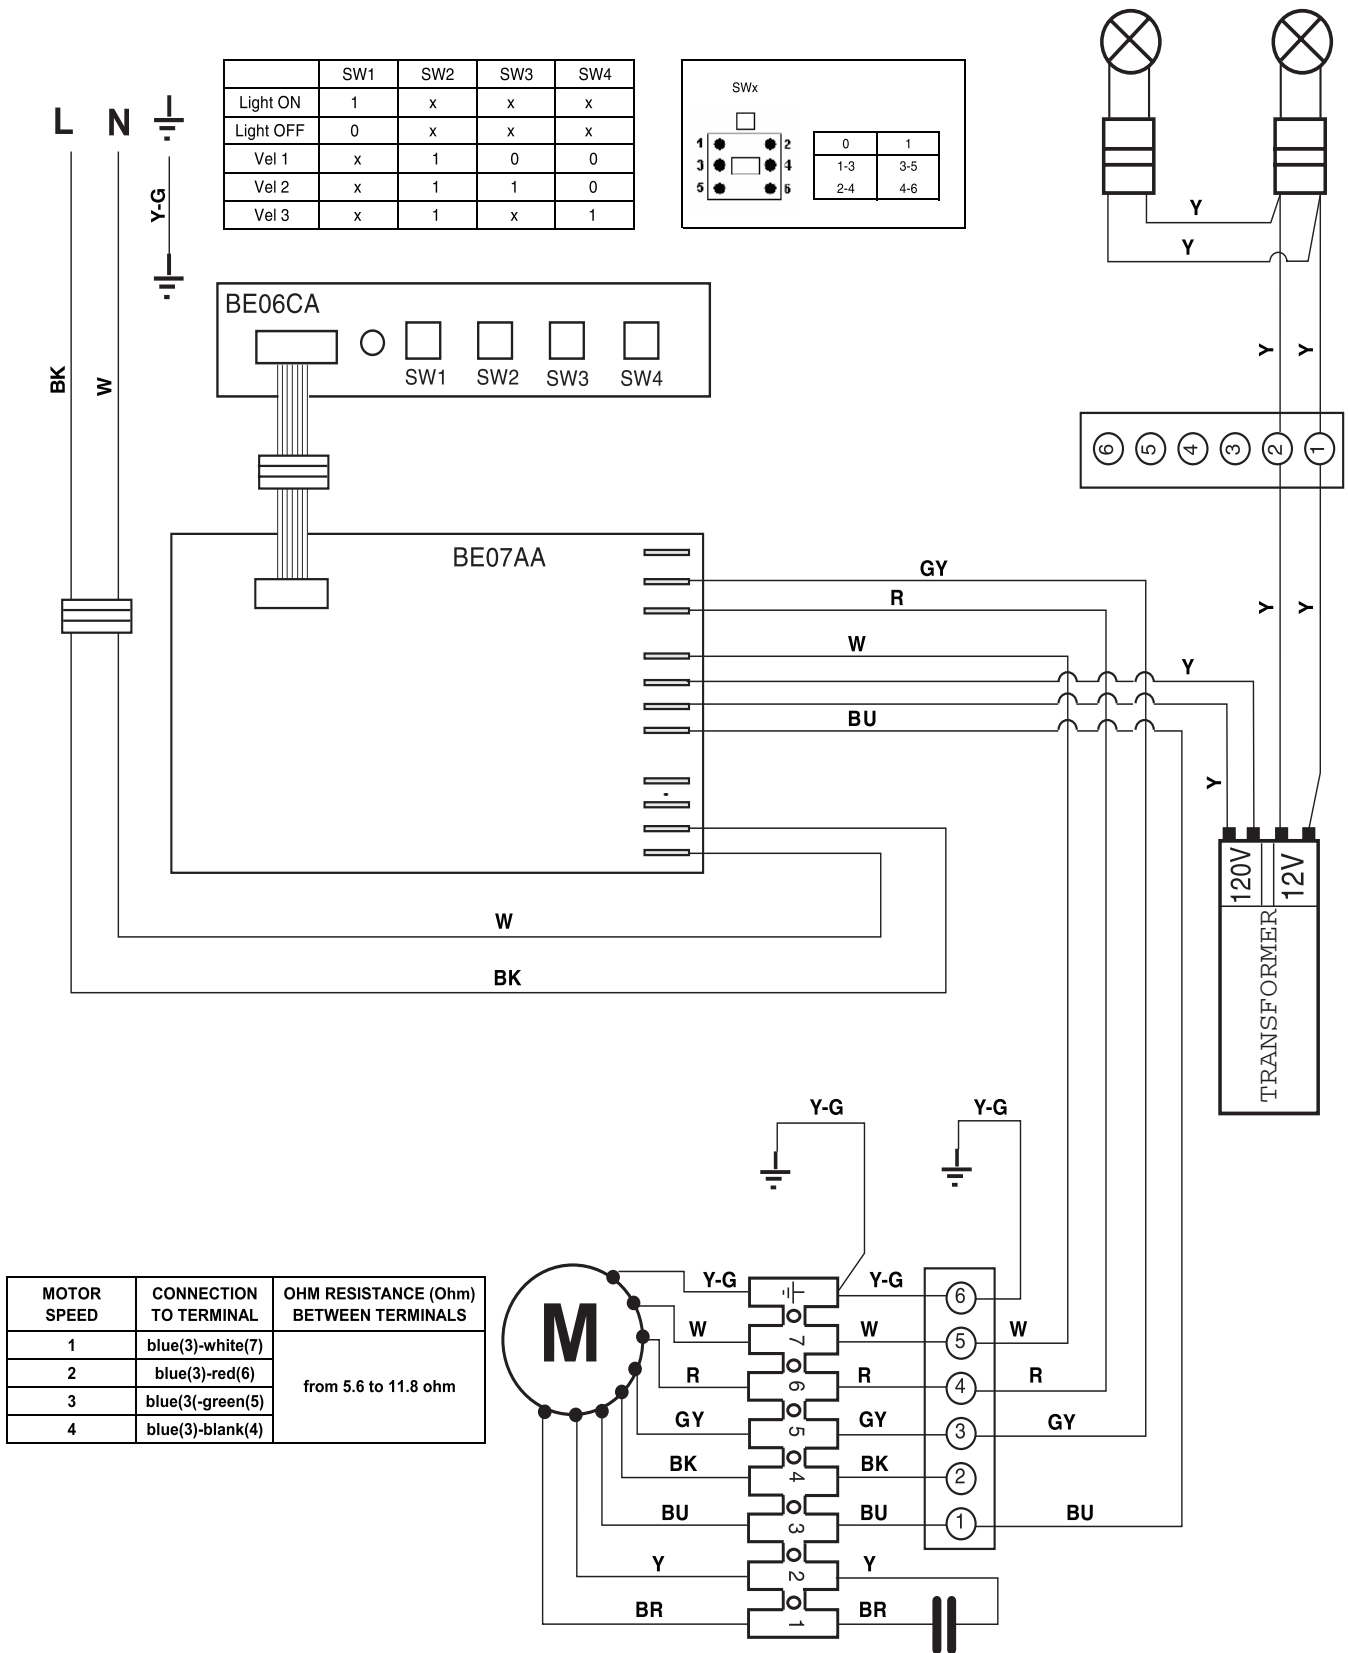 L N
Y-G
BK
W
SW1 SW2 SW3 SW4
Light ON 1 x x x
Light OFF 0 x x x
Vel 1 x 1 0 0
Vel 2 x 1 1 0
Vel 3 x 1 x 1
SWx
1 2
3 4
5 6
0 1
1-3 3-5
2-4 4-6
Y
Y
BE06CA
SW1 SW2 SW3 SW4
Y Y
6 5 4 3 2 1
BE07AA
GY
R
Y Y
W
Y
BU
Y
120V 12V
TRANSFORMER
W
BK
Y-G Y-G
MOTOR SPEED
CONNECTION TO TERMINAL
OHM RESISTANCE (Ohm) BETWEEN TERMINALS
1 blue(3)-white(7)
2 blue(3)-red(6)
3 blue(3(-green(5)
4 blue(3)-blank(4)
from 5.6 to 11.8 ohm
M
Y-G Y-G 6
W 7 W 5 W
R 6 R 4 R
GY 5 GY 3 GY
BK 4 BK 2
BU 3 BU 1 BU
Y 2 Y
BR 1 BR